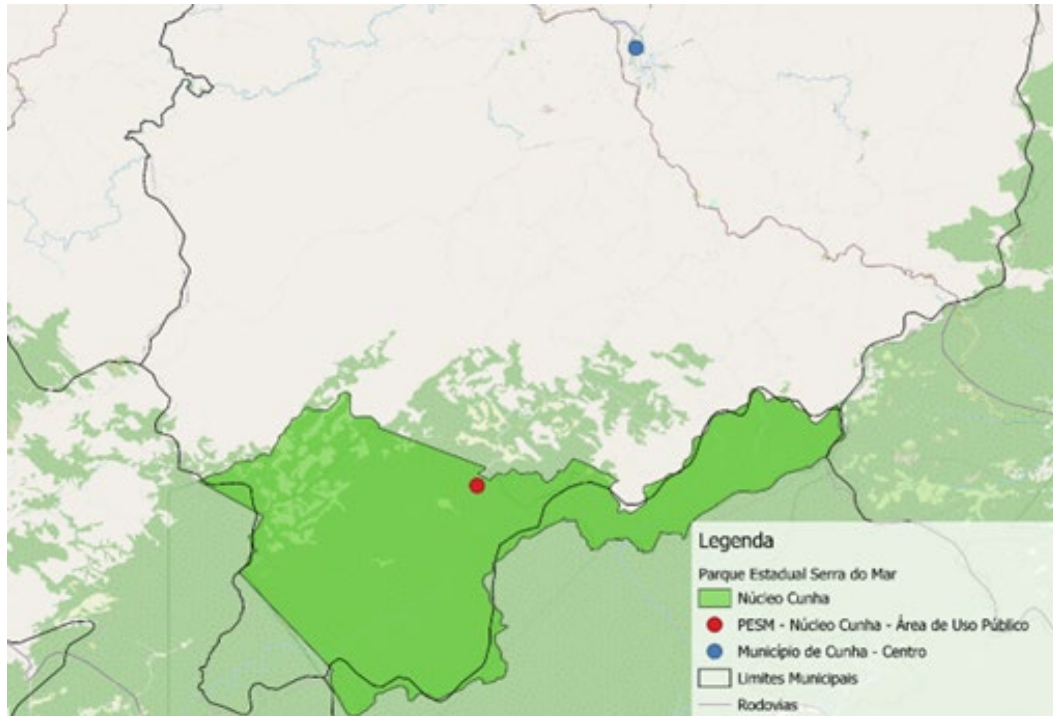 Legenda
Parque Estadual Serra do Mar
Núcleo Cunha
PESM - Núcleo Cunha - Área de Uso Público
Município de Cunha - Centro
Limites Municipais
Rodovias